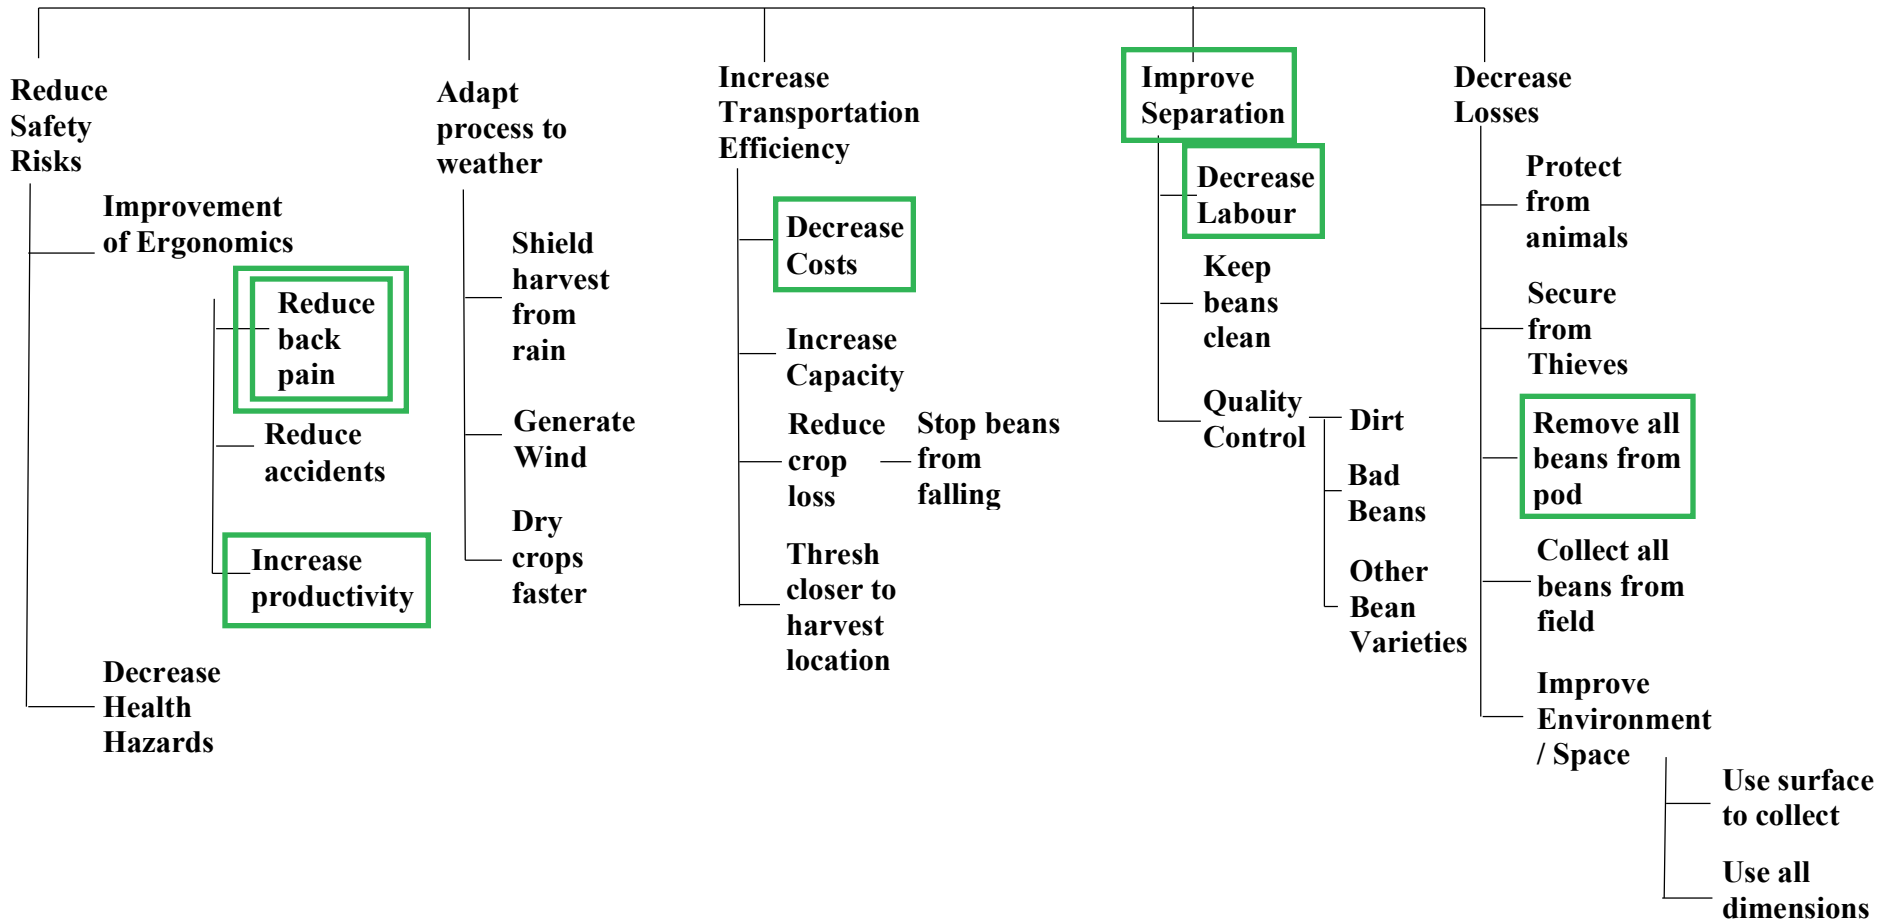 Reduce
Safety
Risks
Improvement
of Ergonomics
Reduce
back
pain
Reduce
accidents
Increase
productivity
Decrease
Health
Hazards
Adapt
process to
weather
Shield
harvest
from
rain
Generate
Wind
Dry
crops
faster
Increase
Transportation
Efficiency
Decrease
Costs
Increase
Capacity
Reduce
crop
loss
Stop beans
from
falling
Thresh
closer to
harvest
location
Improve
Separation
Decrease
Labour
Keep
beans
clean
Quality
Control
Dirt
Bad
Beans
Other
Bean
Varieties
Decrease
Losses
Protect
from
animals
Secure
from
Thieves
Remove all
beans from
pod
Collect all
beans from
field
Improve
Environment
/ Space
Use surface
to collect
Use all
dimensions